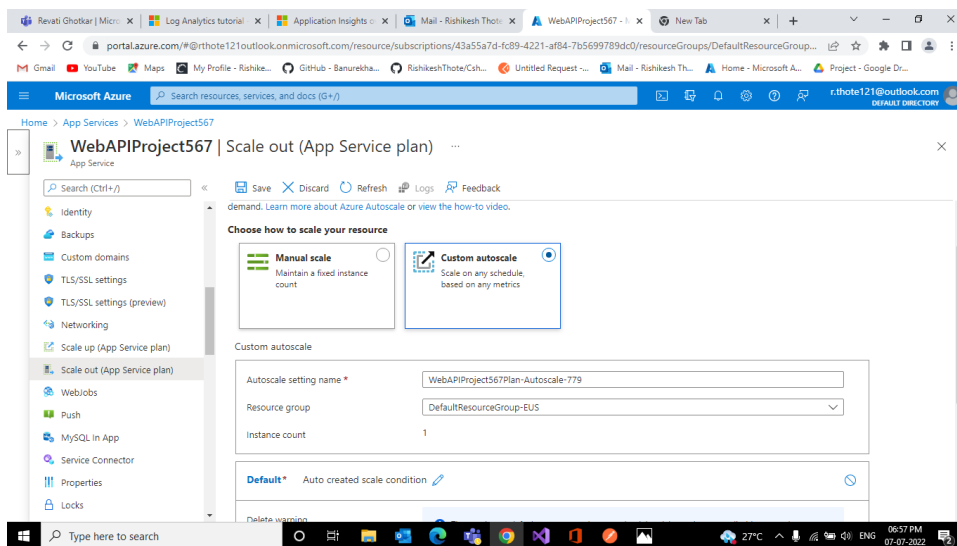 Revati Ghotkar | Micro
Log Analytics tutorial
Application Insights o
Mail - Rishikesh Thote
WebAPIProject567 - M
New Tab
portal.azure.com/#@rthote121outlook.onmicrosoft.com/resource/subscriptions/43a55a7d-fc89-4221-af84-7b5699789dc0/resourceGroups/DefaultResourceGroup...
Gmail
YouTube
Maps
My Profile - Rishike...
GitHub - Banurekha...
RishikeshThote/Csh...
Untitled Request -...
Mail - Rishikesh Th...
Home - Microsoft A...
Project - Google Dr...
Microsoft Azure
Search resources, services, and docs (G+/)
r.thote121@outlook.com
DEFAULT DIRECTORY
Home > App Services > WebAPIProject567
WebAPIProject567 | Scale out (App Service plan) ...
App Service
Search (Ctrl+/)
Save
Discard
Refresh
Logs
Feedback
Identity
Backups
Custom domains
TLS/SSL settings
TLS/SSL settings (preview)
Networking
Scale up (App Service plan)
Scale out (App Service plan)
WebJobs
Push
MySQL In App
Service Connector
Properties
Locks
demand. Learn more about Azure Autoscale or view the how-to video.
Choose how to scale your resource
Manual scale
Maintain a fixed instance
count
Custom autoscale
Scale on any schedule,
based on any metrics
Custom autoscale
Autoscale setting name *
WebAPIProject567Plan-Autoscale-779
Resource group
DefaultResourceGroup-EUS
Instance count
1
Default*
Auto created scale condition
Delete warning
Type here to search
27°C
ENG
06:57 PM
07-07-2022